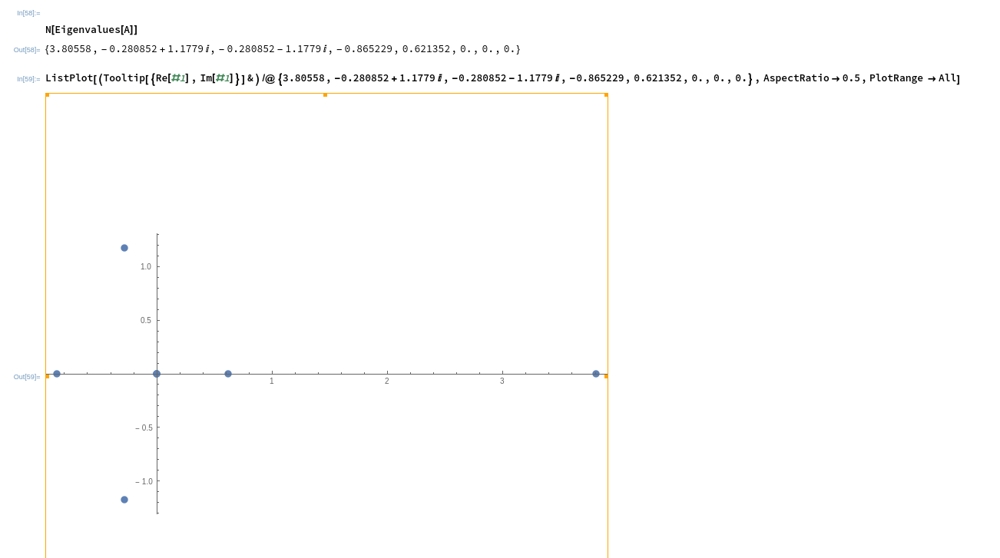 In[58]:=
N[Eigenvalues[A]]
Out[58]= {3.80558, -0.280852+1.1779 ⅈ, -0.280852-1.1779 ⅈ, -0.865229, 0.621352, 0., 0., 0.}
In[59]:= ListPlot[(Tooltip[{Re[#1], Im[#1]}] &) /@ {3.80558, -0.280852+1.1779 ⅈ, -0.280852-1.1779 ⅈ, -0.865229, 0.621352, 0., 0., 0.}, AspectRatio → 0.5, PlotRange → All]
1.0
0.5
Out[59]=
1 2 3
-0.5
-1.0